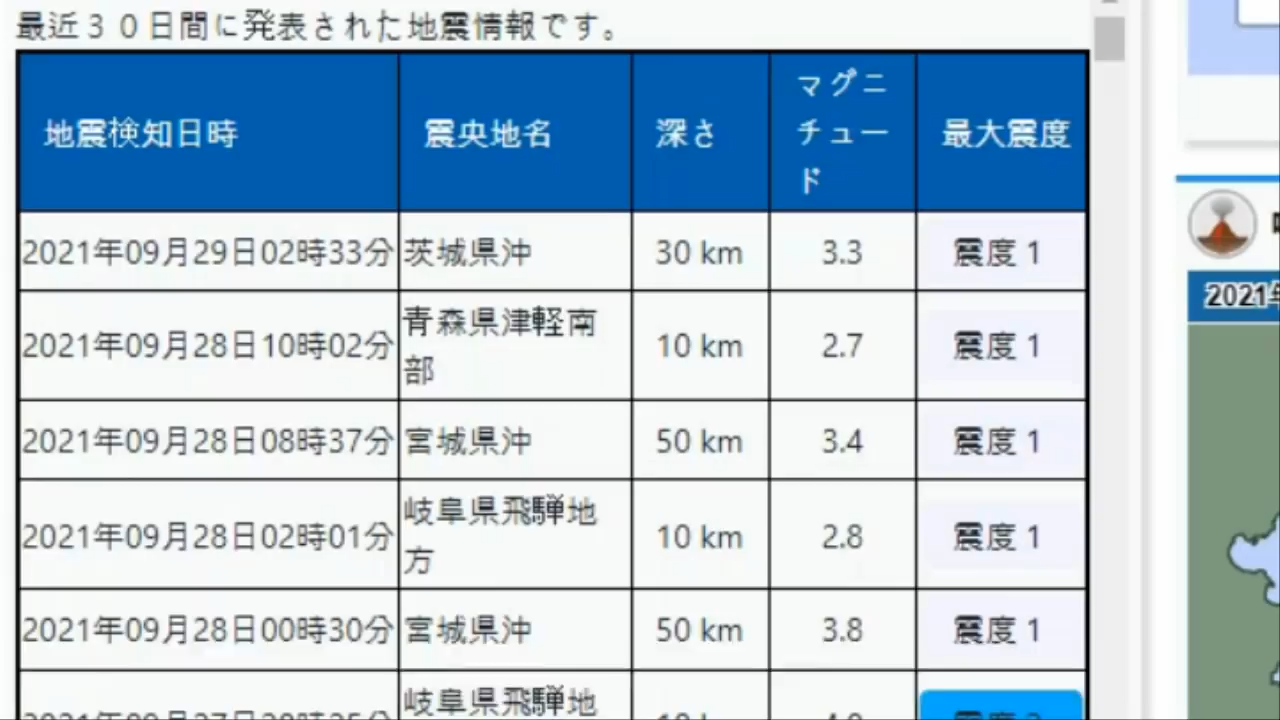 最近３０日間に発表された地震情報です。
地震検知日時 震央地名 深さ マグニチュード 最大震度
2021年09月29日02時33分 茨城県沖 30 km 3.3 震度１
2021年09月28日10時02分 青森県津軽南部 10 km 2.7 震度１
2021年09月28日08時37分 宮城県沖 50 km 3.4 震度１
2021年09月28日02時01分 岐阜県飛騨地方 10 km 2.8 震度１
2021年09月28日00時30分 宮城県沖 50 km 3.8 震度１
岐阜県飛騨地
2021年